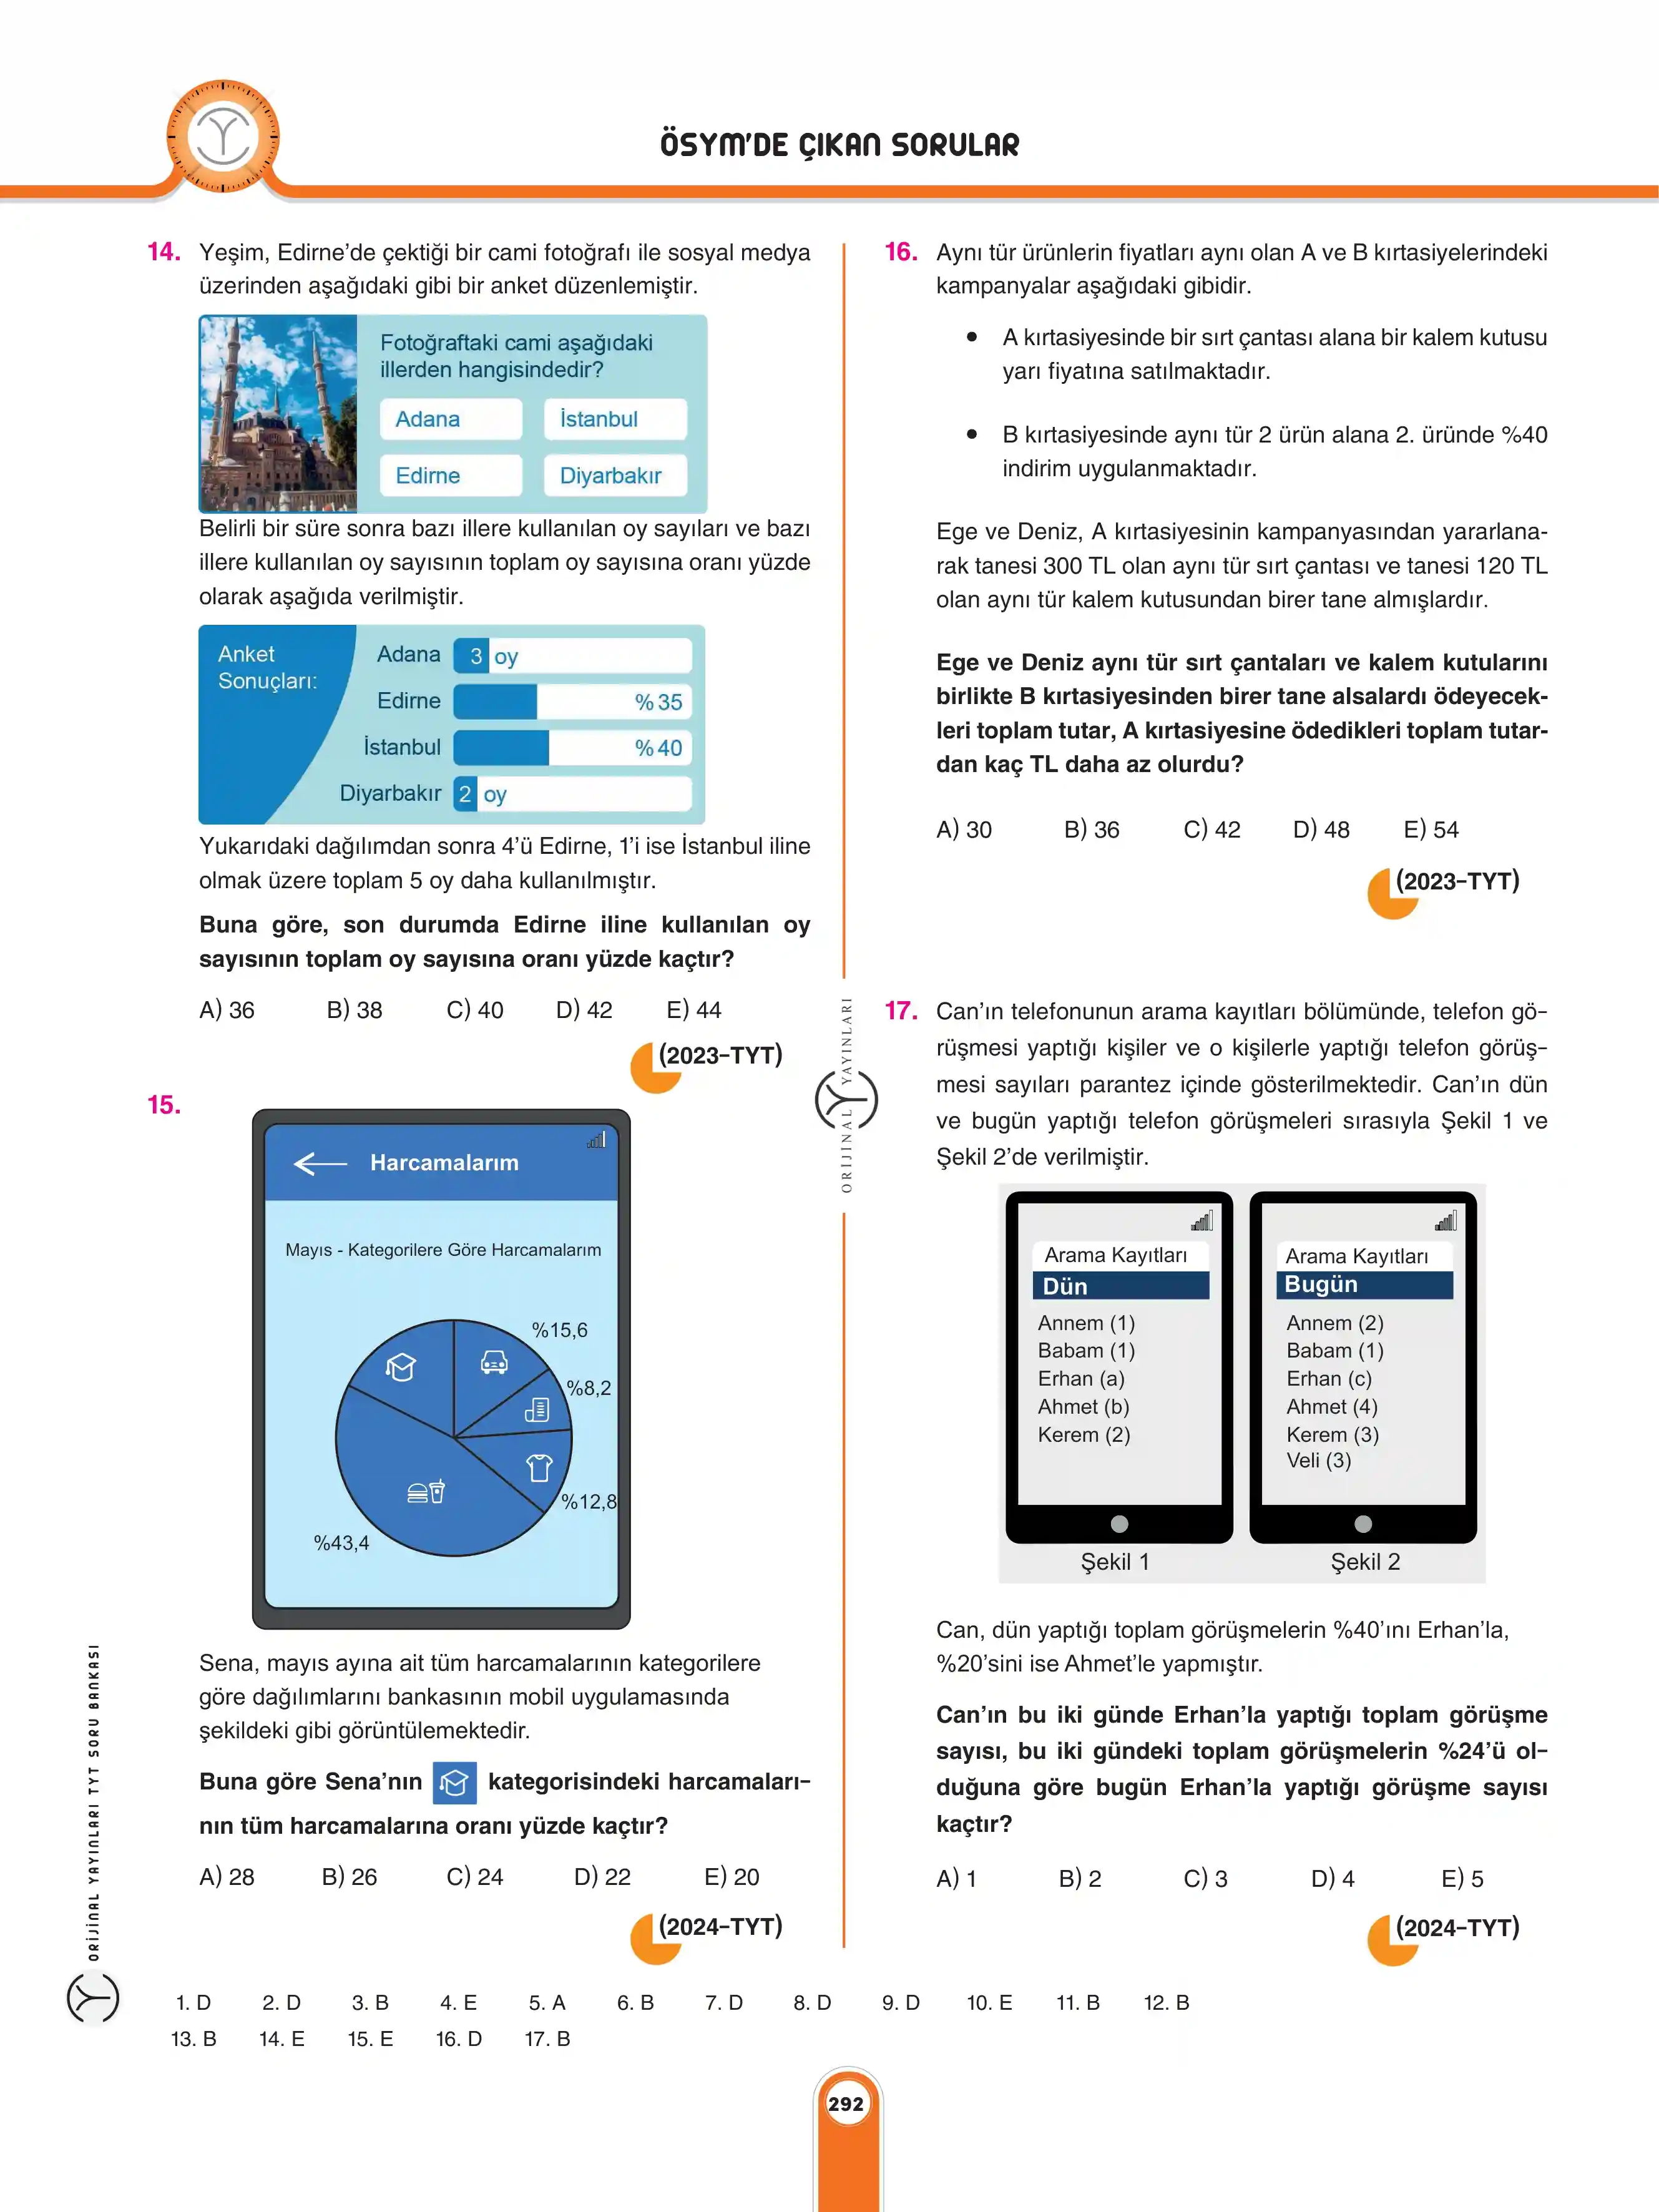 ÖSYM'DE ÇIKAN SORULAR
14. Yeşim, Edirne'de çektiği bir cami fotoğrafı ile sosyal medya
üzerinden aşağıdaki gibi bir anket düzenlemiştir.
Fotoğraftaki cami aşağıdaki
illerden hangisindedir?
Adana İstanbul
Edirne Diyarbakır
Belirli bir süre sonra bazı illere kullanılan oy sayıları ve bazı
illere kullanılan oy sayısının toplam oy sayısına oranı yüzde
olarak aşağıda verilmiştir.
Anket
Sonuçları:
Adana 3 oy
Edirne %35
İstanbul %40
Diyarbakır 2 oy
Yukarıdaki dağılımdan sonra 4'ü Edirne, 1'i ise İstanbul iline
olmak üzere toplam 5 oy daha kullanılmıştır.
Buna göre, son durumda Edirne iline kullanılan oy
sayısının toplam oy sayısına oranı yüzde kaçtır?
A) 36 B) 38 C) 40 D) 42 E) 44
(2023-TYT)
15.
Harcamalarım
Mayıs - Kategorilere Göre Harcamalarım
%15,6
%8,2
%12,8
%43,4
Sena, mayıs ayına ait tüm harcamalarının kategorilere
göre dağılımlarını bankasının mobil uygulamasında
şekildeki gibi görüntülemektedir.
Buna göre Sena'nın kategorisindeki harcamaları-
nın tüm harcamalarına oranı yüzde kaçtır?
A) 28 B) 26 C) 24 D) 22 E) 20
(2024-TYT)
ORİJİNAL YAYINLARI
16. Aynı tür ürünlerin fiyatları aynı olan A ve B kırtasiyelerindeki
kampanyalar aşağıdaki gibidir.
• A kırtasiyesinde bir sırt çantası alana bir kalem kutusu
yarı fiyatına satılmaktadır.
• B kırtasiyesinde aynı tür 2 ürün alana 2. üründe %40
indirim uygulanmaktadır.
Ege ve Deniz, A kırtasiyesinin kampanyasından yararlana-
rak tanesi 300 TL olan aynı tür sırt çantası ve tanesi 120 TL
olan aynı tür kalem kutusundan birer tane almışlardır.
Ege ve Deniz aynı tür sırt çantaları ve kalem kutularını
birlikte B kırtasiyesinden birer tane alsalardı ödeyecek-
leri toplam tutar, A kırtasiyesine ödedikleri toplam tutar-
dan kaç TL daha az olurdu?
A) 30 B) 36 C) 42 D) 48 E) 54
(2023-TYT)
17. Can'ın telefonunun arama kayıtları bölümünde, telefon gö-
rüşmesi yaptığı kişiler ve o kişilerle yaptığı telefon görüş-
mesi sayıları parantez içinde gösterilmektedir. Can'ın dün
ve bugün yaptığı telefon görüşmeleri sırasıyla Şekil 1 ve
Şekil 2'de verilmiştir.
Arama Kayıtları
Dün
Annem (1)
Babam (1)
Erhan (a)
Ahmet (b)
Kerem (2)
Şekil 1
Arama Kayıtları
Bugün
Annem (2)
Babam (1)
Erhan (c)
Ahmet (4)
Kerem (3)
Veli (3)
Şekil 2
Can, dün yaptığı toplam görüşmelerin %40'ını Erhan'la,
%20'sini ise Ahmet'le yapmıştır.
Can'ın bu iki günde Erhan'la yaptığı toplam görüşme
sayısı, bu iki gündeki toplam görüşmelerin %24'ü ol-
duğuna göre bugün Erhan'la yaptığı görüşme sayısı
kaçtır?
A) 1 B) 2 C) 3 D) 4 E) 5
(2024-TYT)
ORİJİNAL YAYINLARI TYT SORU BANKASI
1. D 2. D 3. B 4. E 5. A 6. B 7. D 8. D 9. D 10. E 11. B 12. B
13. B 14. E 15. E 16. D 17. B
292